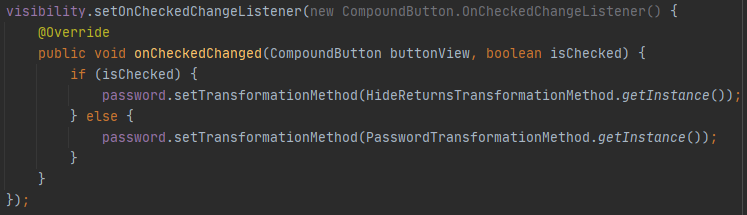 visibility.setOnCheckedChangeListener(new CompoundButton.OnCheckedChangeListener() {
    @Override
    public void onCheckedChanged(CompoundButton buttonView, boolean isChecked) {
        if (isChecked) {
            password.setTransformationMethod(HideReturnsTransformationMethod.getInstance());
        } else {
            password.setTransformationMethod(PasswordTransformationMethod.getInstance());
        }
    }
});